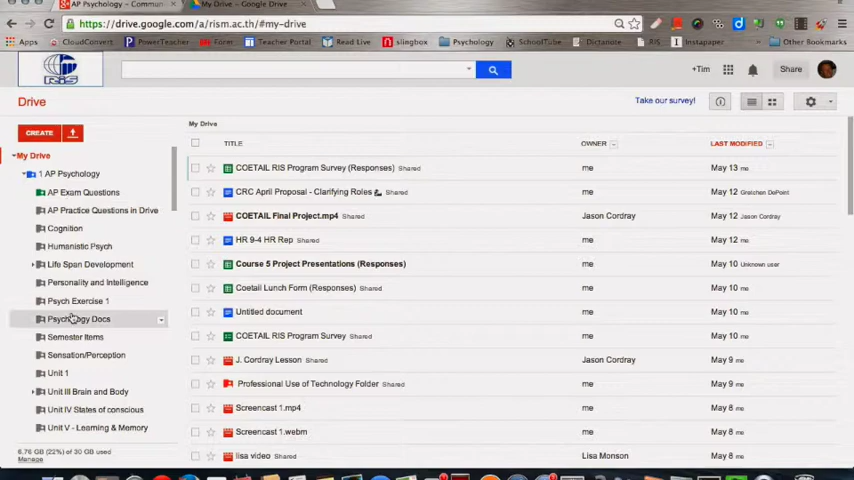 AP Psychology - Commun
My Drive - Google Drive
https://drive.google.com/a/rism.ac.th/#my-drive
Apps CloudConvert PowerTeacher Form Teacher Portal Read Live slingbox Psychology SchoolTube Dictanote RIS Instapaper Other Bookmarks
RIS
+Tim Share
Drive
Take our survey!
CREATE
My Drive
1 AP Psychology
AP Exam Questions
AP Practice Questions in Drive
Cognition
Humanistic Psych
Life Span Development
Personality and Intelligence
Psych Exercise 1
Psychology Docs
Semester Items
Sensation/Perception
Unit 1
Unit III Brain and Body
Unit IV States of conscious
Unit V - Learning & Memory
6.76 GB (22%) of 30 GB used
Manage
My Drive
TITLE OWNER LAST MODIFIED
COETAIL RIS Program Survey (Responses) Shared me May 13 me
CRC April Proposal - Clarifying Roles Shared me May 12 Gretchen DePoint
COETAIL Final Project.mp4 Shared Jason Cordray May 12 Jason Cordray
HR 9-4 HR Rep Shared me May 12 me
Course 5 Project Presentations (Responses) me May 10 Unknown user
Coetail Lunch Form (Responses) Shared me May 10 me
Untitled document me May 10 me
COETAIL RIS Program Survey Shared me May 10 me
J. Cordray Lesson Shared Jason Cordray May 9 me
Professional Use of Technology Folder Shared me May 9 me
Screencast 1.mp4 me May 8 me
Screencast 1.webm me May 8 me
lisa video Shared Lisa Monson May 8 me